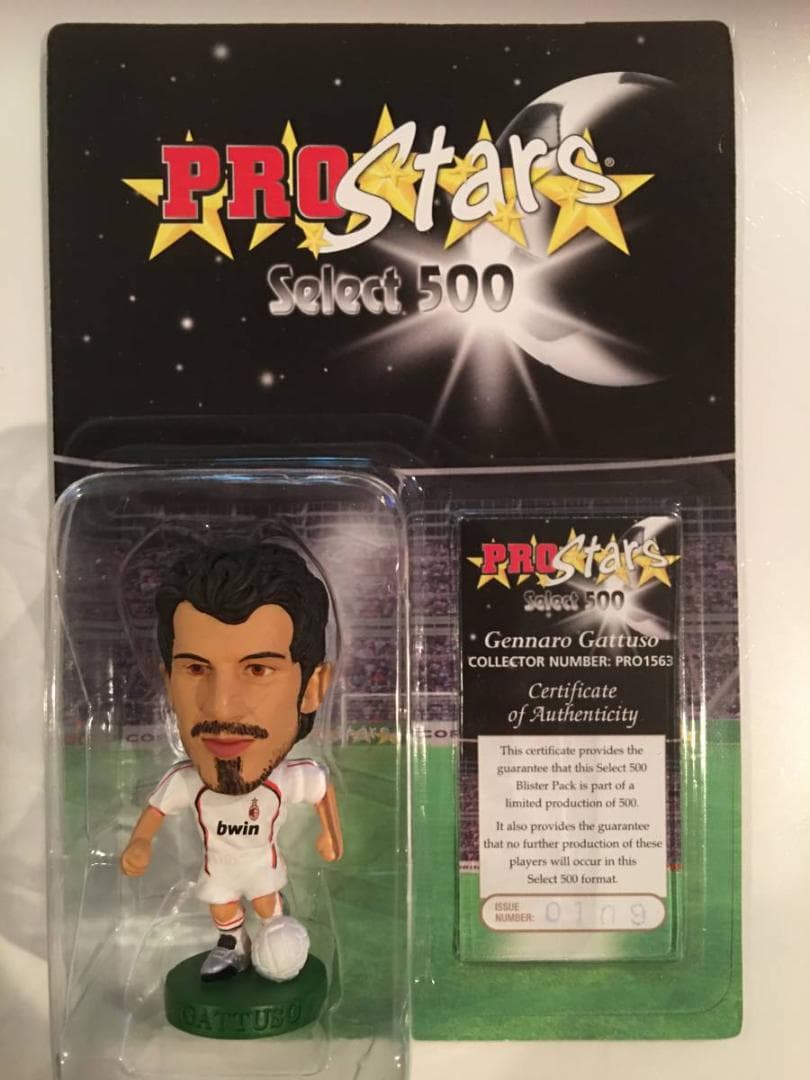 PROStars®
Select 500
PROStars
Select 500
Gennaro Gattuso
COLLECTOR NUMBER: PRO1563
Certificate
of Authenticity
This certificate provides the
guarantee that this Select 500
Blister Pack is part of a
limited production of 500.
It also provides the guarantee
that no further production of these
players will occur in this
Select 500 format.
ISSUE
NUMBER: 0109
bwin
GATTUSO